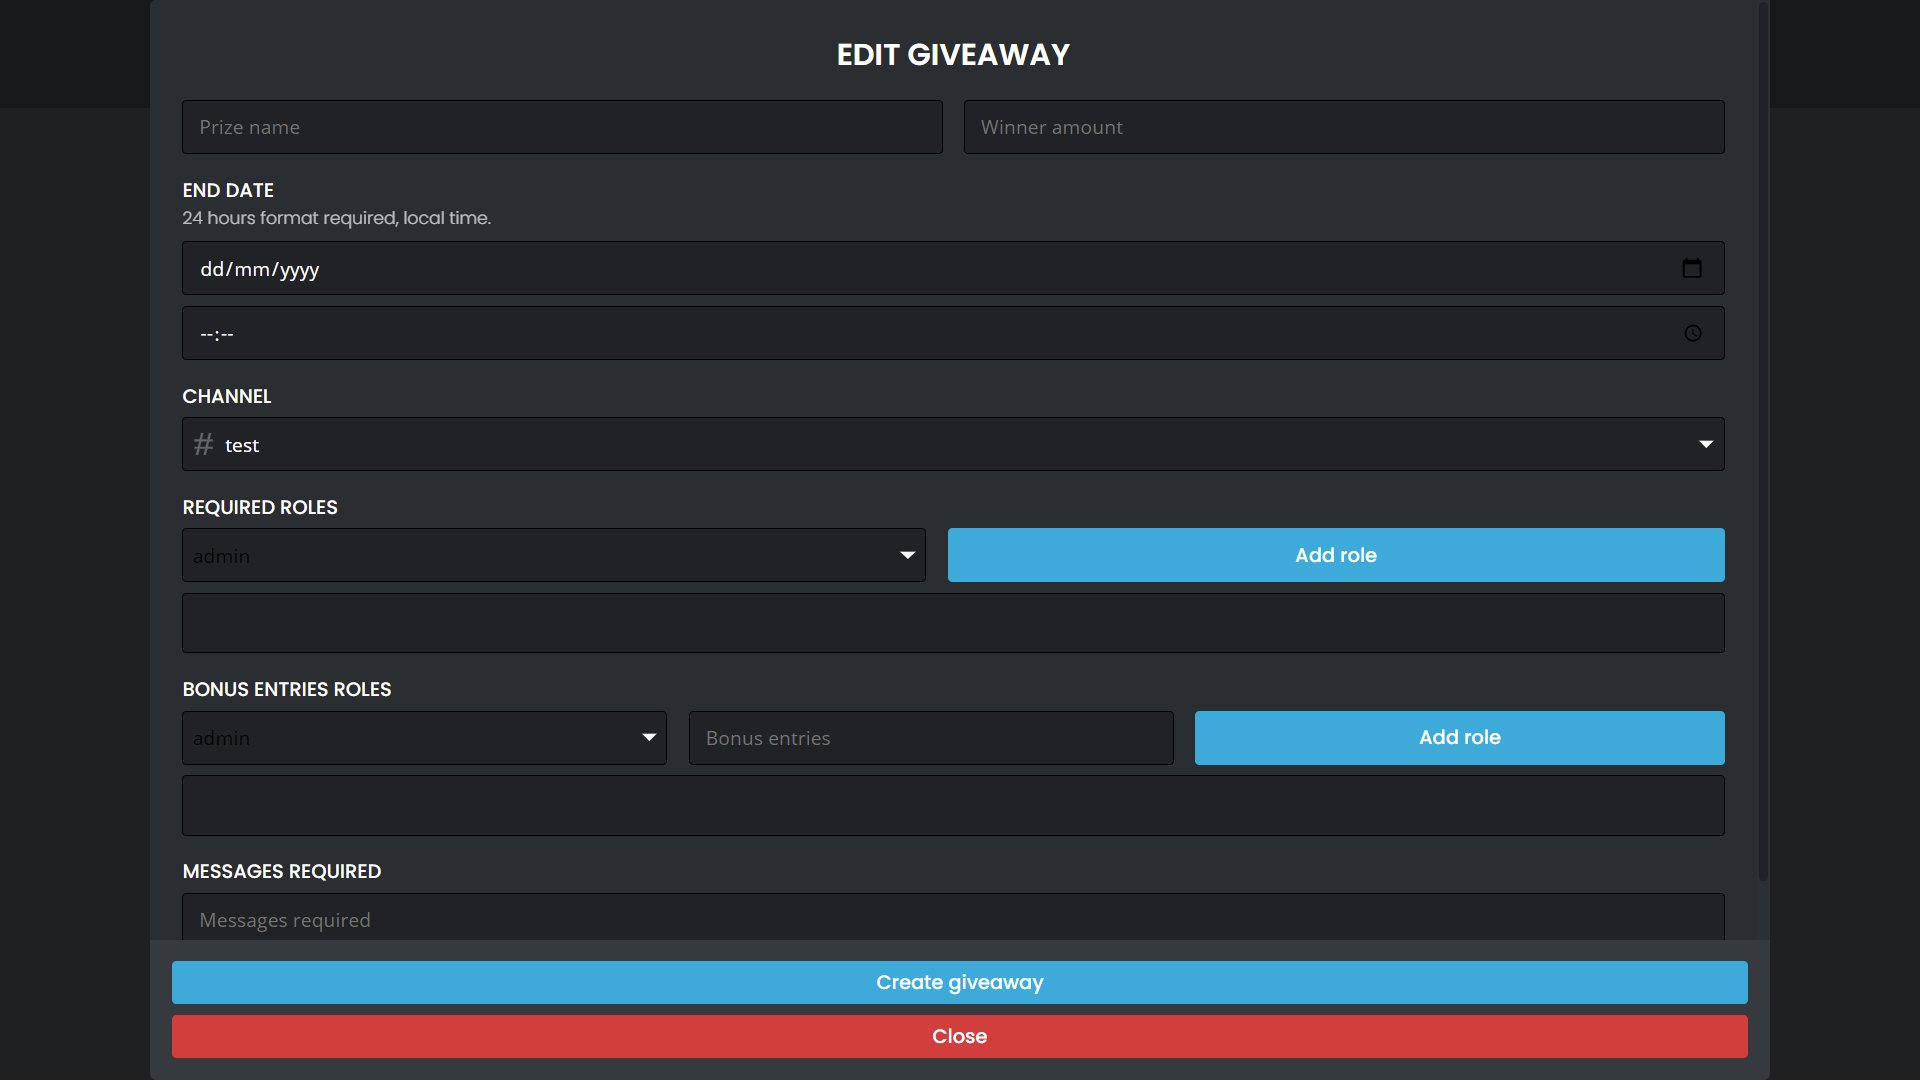 EDIT GIVEAWAY
Prize name
Winner amount
END DATE
24 hours format required, local time.
dd/mm/yyyy
--:--
CHANNEL
# test
REQUIRED ROLES
admin
Add role
BONUS ENTRIES ROLES
admin
Bonus entries
Add role
MESSAGES REQUIRED
Messages required
Create giveaway
Close